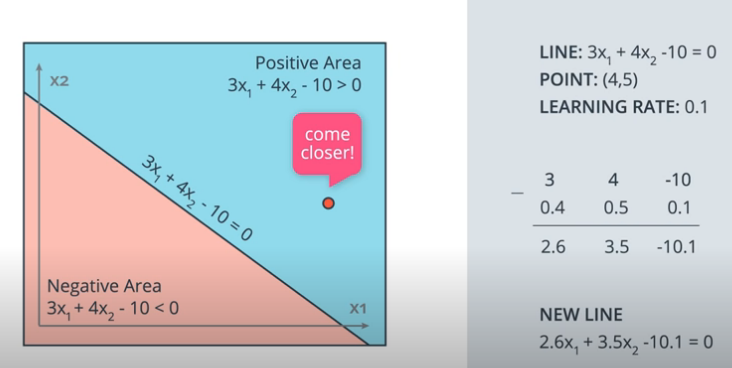 Positive Area
3x₁ + 4x₂ - 10 > 0
X2
come
closer!
3x₁ + 4x₂ - 10 = 0
Negative Area
3x₁ + 4x₂ - 10 < 0
X1
LINE: 3x₁ + 4x₂ -10 = 0
POINT: (4,5)
LEARNING RATE: 0.1
3 4 -10
— 0.4 0.5 0.1
2.6 3.5 -10.1
NEW LINE
2.6x₁ + 3.5x₂ -10.1 = 0